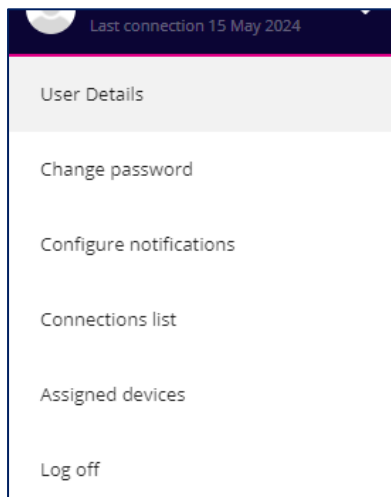 Last connection 15 May 2024
User Details
Change password
Configure notifications
Connections list
Assigned devices
Log off